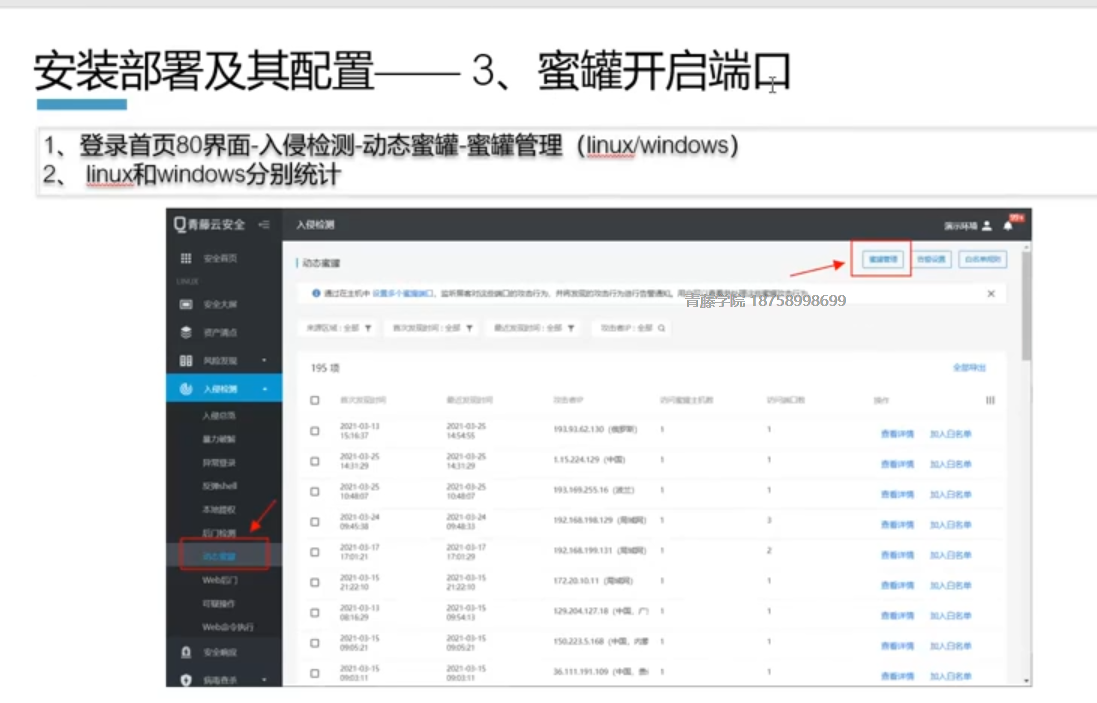 安装部署及其配置—— 3、蜜罐开启端口
1、登录首页80界面-入侵检测-动态蜜罐-蜜罐管理（linux/windows）
2、 linux和windows分别统计
青藤云安全
入侵检测
演示环境
99+
安全首页
LINUX
安全大屏
资产清点
风险发现
入侵检测
暴力破解
异常登录
反弹shell
本地提权
后门检测
动态蜜罐
Web后门
可疑操作
Web命令执行
安全响应
病毒查杀
动态蜜罐
蜜罐管理
白名单规则
通过在主机中 设置多个蜜罐端口，监听黑客对这些端口的攻击行为，并将发现的攻击行为进行告警通知。
青藤学院 18758998699
来源区域：全部
首次发现时间：全部
最近发现时间：全部
攻击者IP：全部
195 项
全部导出
首次发现时间 最近发现时间 攻击者IP 访问蜜罐主机数 访问端口数 操作
2021-03-13 15:16:37 2021-03-25 14:54:55 193.93.62.130（俄罗斯） 1 1 查看详情 加入白名单
2021-03-25 14:31:29 2021-03-25 14:31:29 1.15.224.129（中国） 1 1 查看详情 加入白名单
2021-03-25 10:48:07 2021-03-25 10:48:07 193.169.255.16（波兰） 1 1 查看详情 加入白名单
2021-03-24 09:45:38 2021-03-24 09:48:33 192.168.198.129（局域网） 1 3 查看详情 加入白名单
2021-03-17 17:01:21 2021-03-17 17:01:29 192.168.199.131（局域网） 1 2 查看详情 加入白名单
2021-03-15 21:22:10 2021-03-15 21:22:10 172.20.10.11（局域网） 1 1 查看详情 加入白名单
2021-03-13 08:16:29 2021-03-15 09:54:13 129.204.127.18（中国，广 1 1 查看详情 加入白名单
2021-03-15 09:05:21 2021-03-15 09:05:21 150.223.5.168（中国，内蒙 1 1 查看详情 加入白名单
2021-03-15 09:03:11 2021-03-15 09:03:11 36.111.191.109（中国，贵 1 1 查看详情 加入白名单